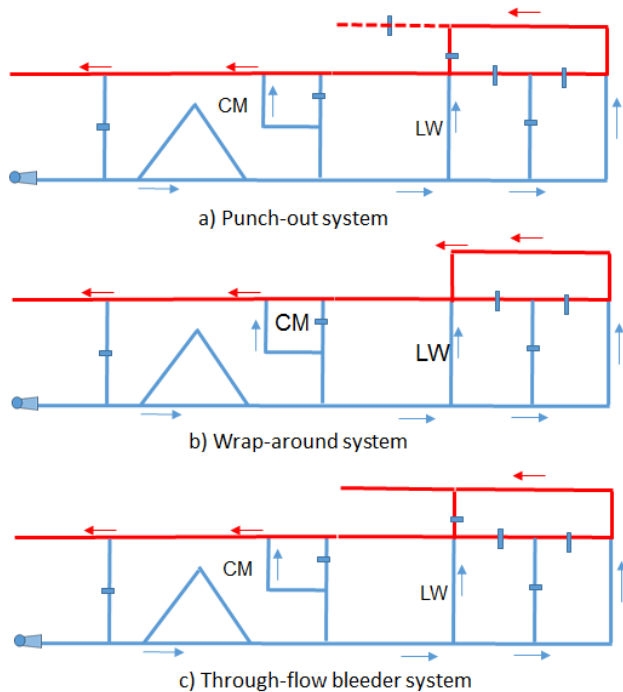 CM
LW
a) Punch-out system
CM
LW
b) Wrap-around system
CM
LW
c) Through-flow bleeder system